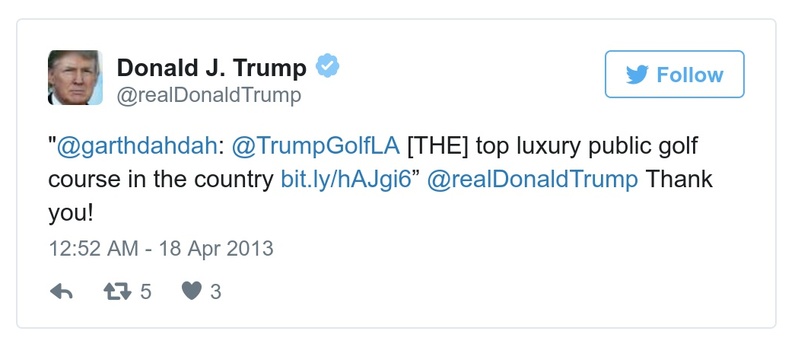 Donald J. Trump
@realDonaldTrump
Follow
"@garthdahdah: @TrumpGolfLA [THE] top luxury public golf
course in the country bit.ly/hAJgi6” @realDonaldTrump Thank
you!
12:52 AM - 18 Apr 2013
5 3